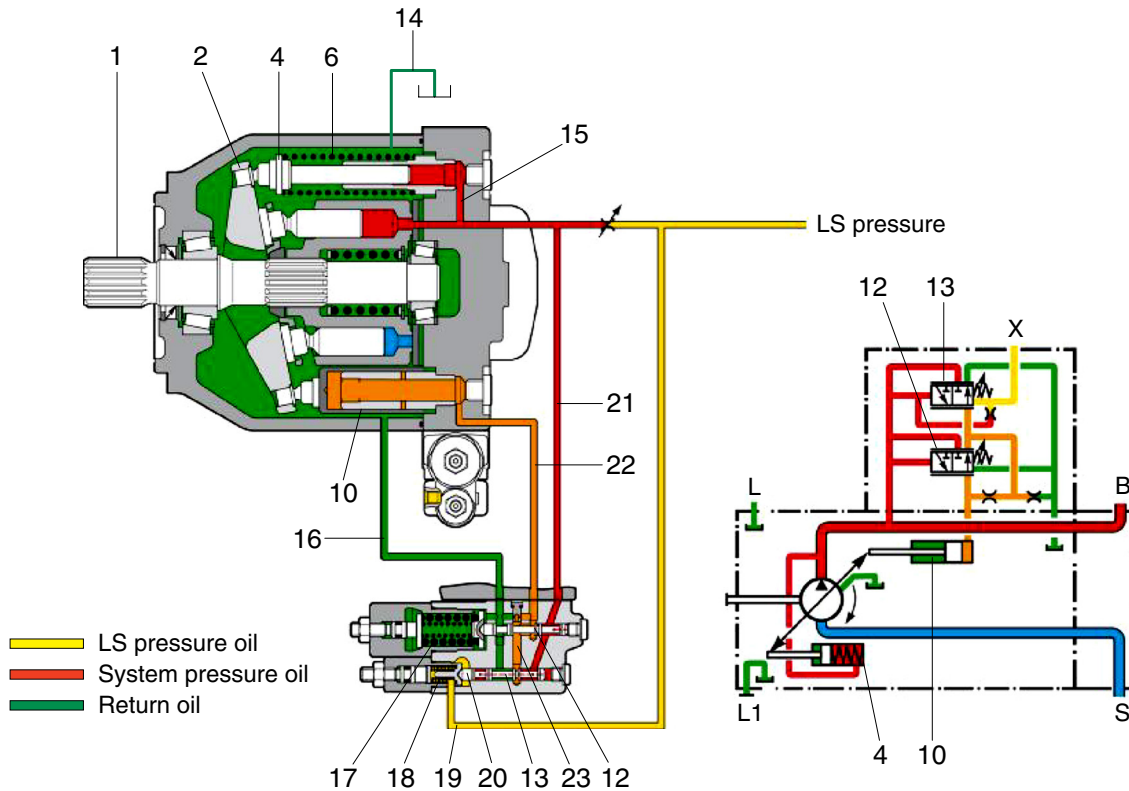 14
1 2 4 6
15
LS pressure
12 13
X
21
22
10
16
L
B
LS pressure oil
System pressure oil
Return oil
L1
S
17 18 19 20 13 23 12
4 10